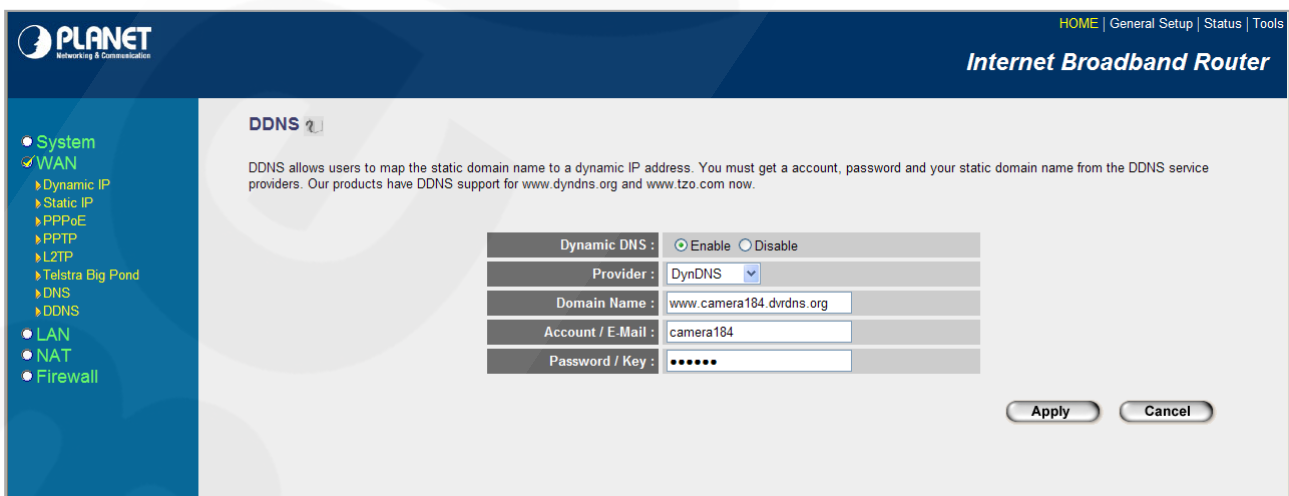 PLANET
Networking & Communication
HOME | General Setup | Status | Tools
Internet Broadband Router
System
WAN
Dynamic IP
Static IP
PPPoE
PPTP
L2TP
Telstra Big Pond
DNS
DDNS
LAN
NAT
Firewall
DDNS
DDNS allows users to map the static domain name to a dynamic IP address. You must get a account, password and your static domain name from the DDNS service
providers. Our products have DDNS support for www.dyndns.org and www.tzo.com now.
Dynamic DNS : Enable Disable
Provider : DynDNS
Domain Name : www.camera184.dvrdns.org
Account / E-Mail : camera184
Password / Key : ••••••
Apply Cancel